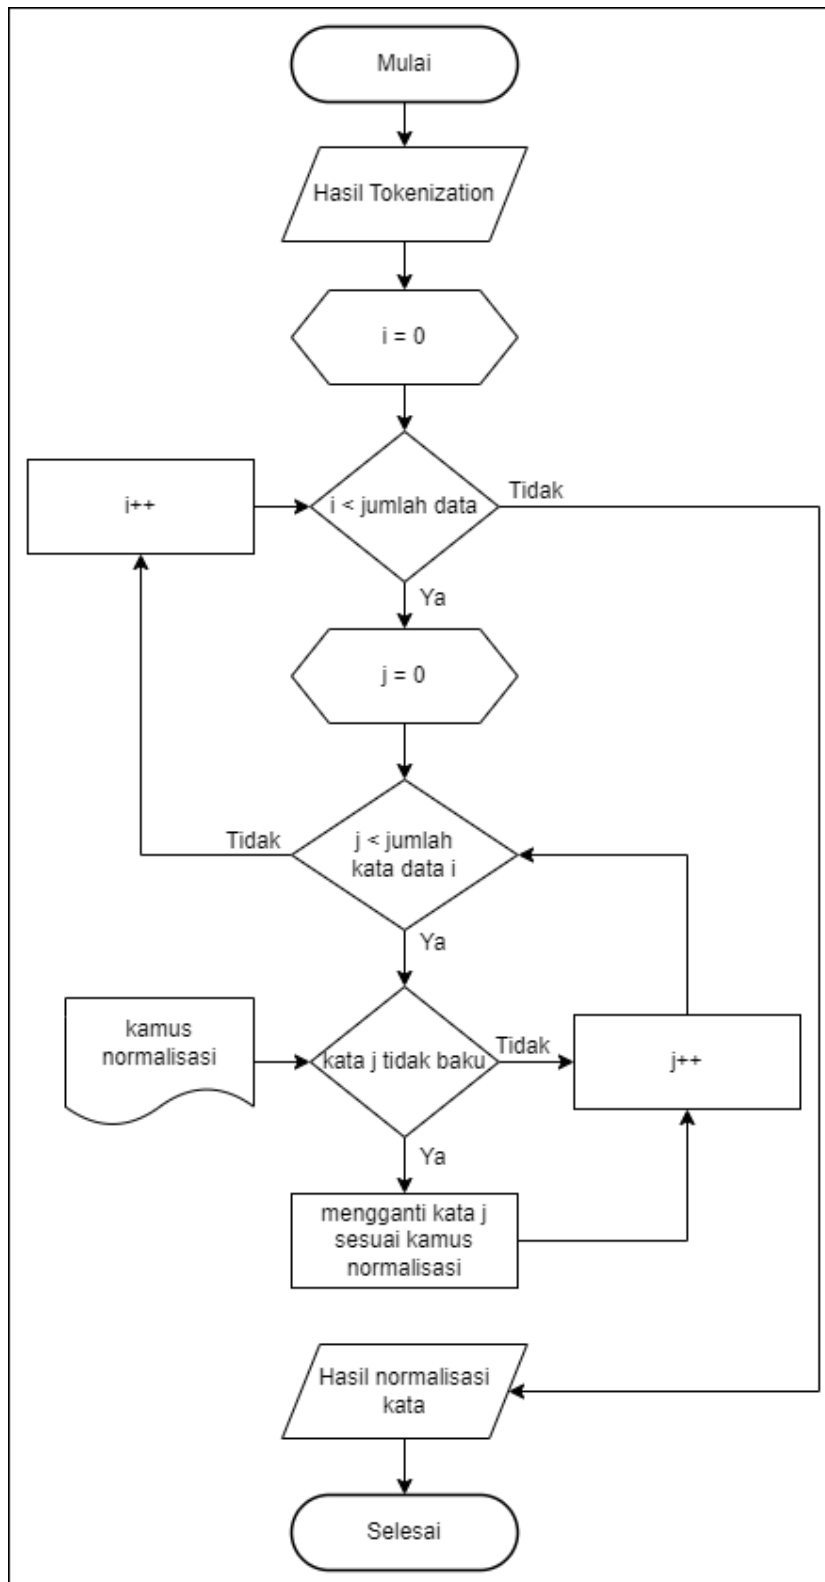 Mulai
Hasil Tokenization
i = 0
i++
i < jumlah data
Tidak
Ya
j = 0
Tidak
j < jumlah
kata data i
Ya
kamus
normalisasi
kata j tidak baku
Tidak
j++
Ya
mengganti kata j
sesuai kamus
normalisasi
Hasil normalisasi
kata
Selesai